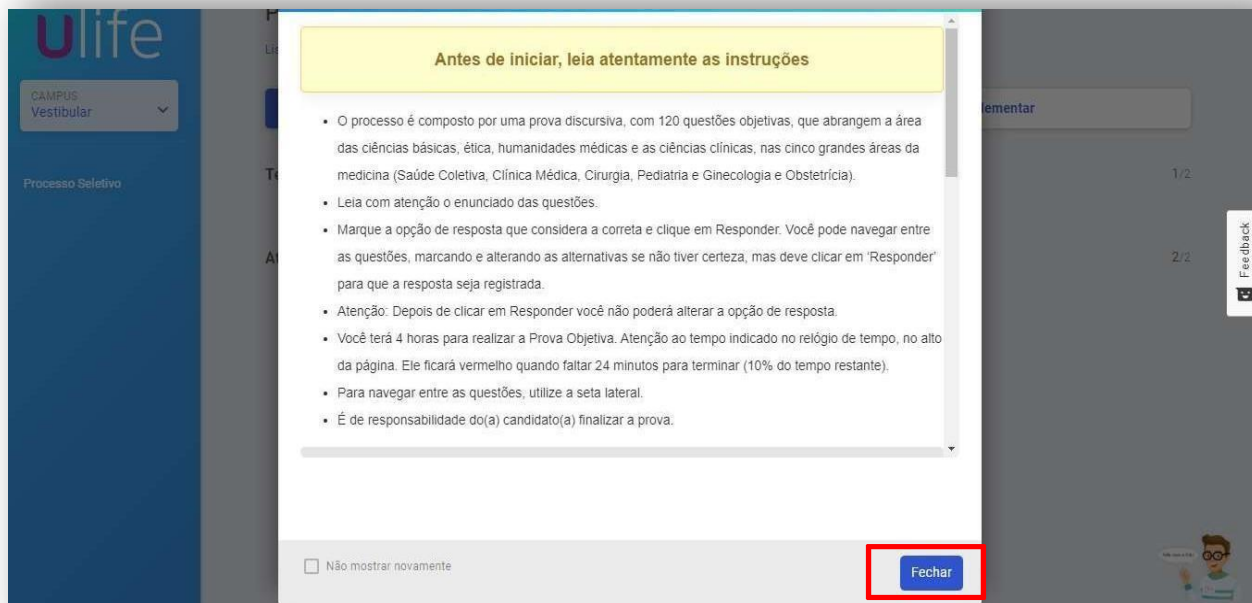 Ulife
CAMPUS
Vestibular
Processo Seletivo
Antes de iniciar, leia atentamente as instruções
• O processo é composto por uma prova discursiva, com 120 questões objetivas, que abrangem a área
das ciências básicas, ética, humanidades médicas e as ciências clínicas, nas cinco grandes áreas da
medicina (Saúde Coletiva, Clínica Médica, Cirurgia, Pediatria e Ginecologia e Obstetrícia).
• Leia com atenção o enunciado das questões.
• Marque a opção de resposta que considera a correta e clique em Responder. Você pode navegar entre
as questões, marcando e alterando as alternativas se não tiver certeza, mas deve clicar em ‘Responder’
para que a resposta seja registrada.
• Atenção: Depois de clicar em Responder você não poderá alterar a opção de resposta.
• Você terá 4 horas para realizar a Prova Objetiva. Atenção ao tempo indicado no relógio de tempo, no alto
da página. Ele ficará vermelho quando faltar 24 minutos para terminar (10% do tempo restante).
• Para navegar entre as questões, utilize a seta lateral.
• É de responsabilidade do(a) candidato(a) finalizar a prova.
Não mostrar novamente
Fechar
lementar
1/2
2/2
Feedback